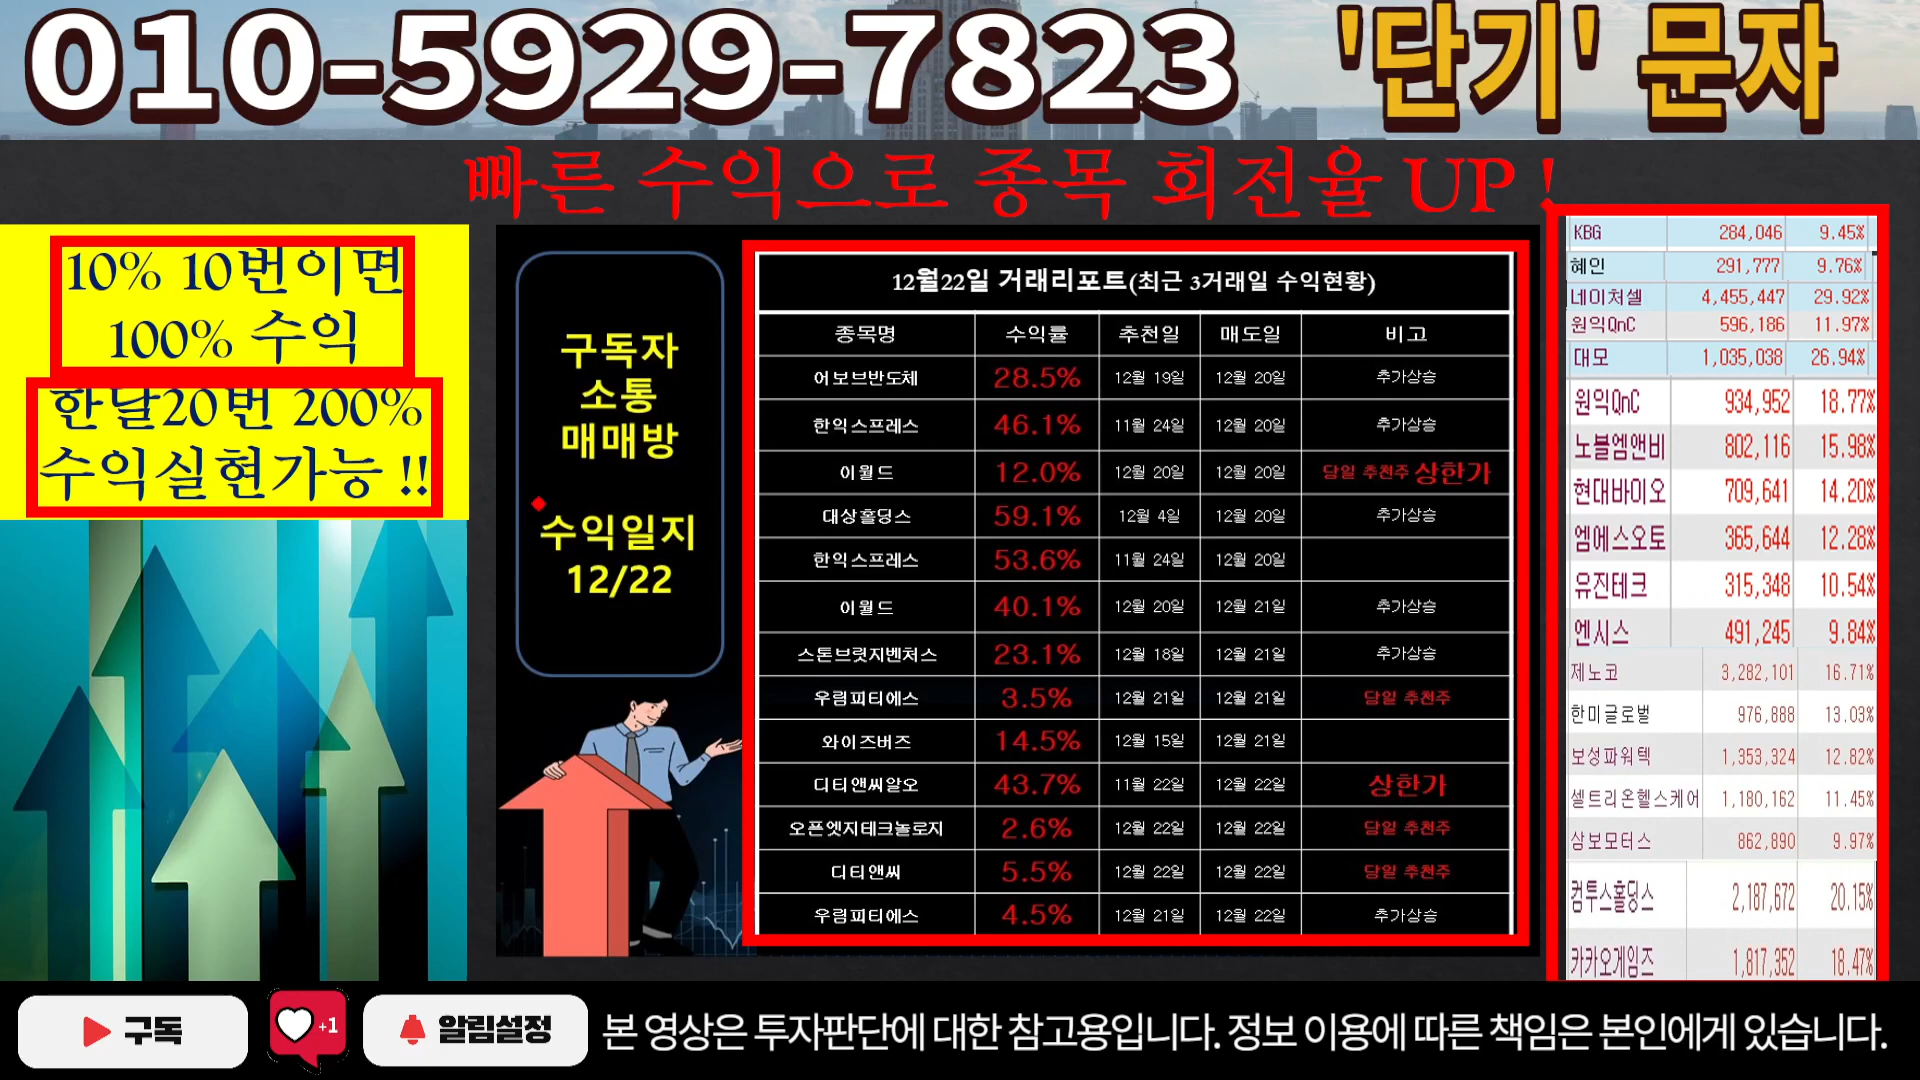 010-5929-7823 '단기' 문자
빠른 수익으로 종목 회전율 UP !
10% 10번이면
100% 수익
한달20번 200%
수익실현가능 !!
구독자
소통
매매방
수익일지
12/22
12월22일 거래리포트(최근 3거래일 수익현황)
종목명 수익률 추천일 매도일 비고
어보브반도체 28.5% 12월 19일 12월 20일 추가상승
한익스프레스 46.1% 11월 24일 12월 20일 추가상승
이월드 12.0% 12월 20일 12월 20일 당일 추천주 상한가
대상홀딩스 59.1% 12월 4일 12월 20일 추가상승
한익스프레스 53.6% 11월 24일 12월 20일
이월드 40.1% 12월 20일 12월 21일 추가상승
스톤브릿지벤처스 23.1% 12월 18일 12월 21일 추가상승
우림피티에스 3.5% 12월 21일 12월 21일 당일 추천주
와이즈버즈 14.5% 12월 15일 12월 21일
디티앤씨알오 43.7% 11월 22일 12월 22일 상한가
오픈엣지테크놀로지 2.6% 12월 22일 12월 22일 당일 추천주
디티앤씨 5.5% 12월 22일 12월 22일 당일 추천주
우림피티에스 4.5% 12월 21일 12월 22일 추가상승
KBG 284,046 9.45%
혜인 291,777 9.76%
네이처셀 4,455,447 29.92%
원익QnC 596,186 11.97%
대모 1,035,038 26.94%
원익QnC 934,952 18.77%
노블엠앤비 802,116 15.98%
현대바이오 709,641 14.20%
엠에스오토 365,644 12.28%
유진테크 315,348 10.54%
엔시스 491,245 9.84%
제노코 3,282,101 16.71%
한미글로벌 976,888 13.03%
보성파워텍 1,353,324 12.82%
셀트리온헬스케어 1,180,162 11.45%
상보모터스 862,890 9.97%
컴투스홀딩스 2,187,672 20.15%
카카오게임즈 1,817,352 18.47%
구독 +1 알림설정 본 영상은 투자판단에 대한 참고용입니다. 정보 이용에 따른 책임은 본인에게 있습니다.